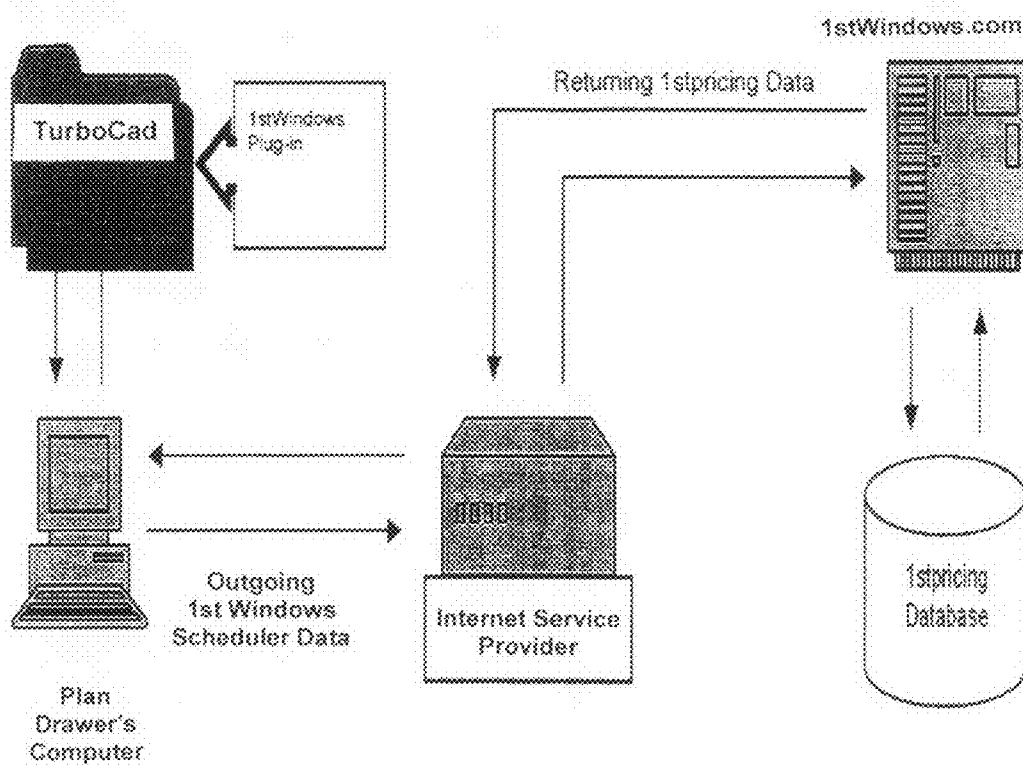 1stWindows.com
Returning 1stpricing Data
TurboCad
1stWindows
Plug-in
Outgoing
1st Windows
Scheduler Data
Internet Service
Provider
1stpricing
Database
Plan
Drawer's
Computer